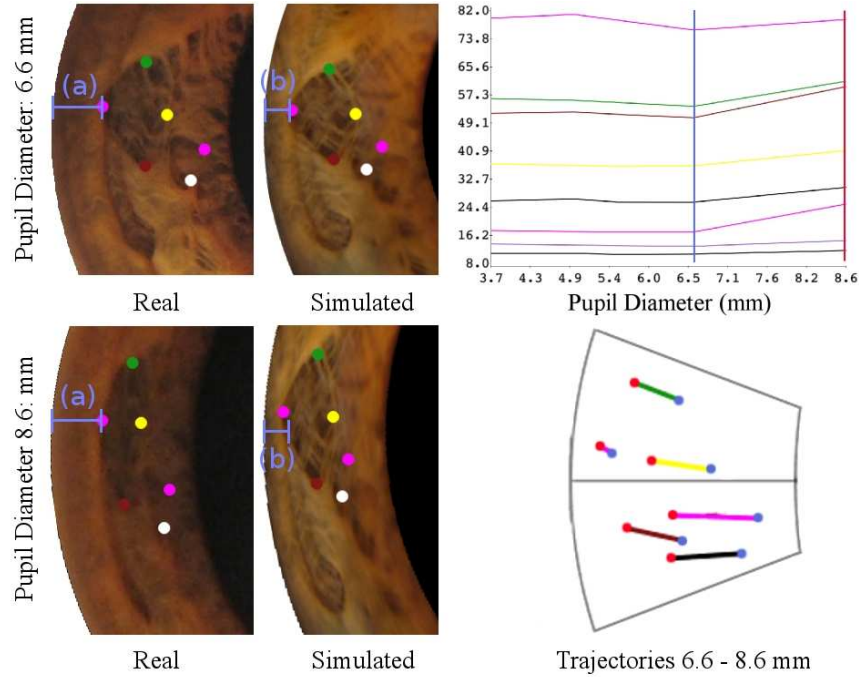 Pupil Diameter: 6.6 mm
(a)
(b)
Real
Simulated
82.0
73.8
65.6
57.3
49.1
40.9
32.7
24.4
16.2
8.0
3.7 4.3 4.9 5.4 6.0 6.5 7.1 7.6 8.2 8.6
Pupil Diameter (mm)
Pupil Diameter 8.6: mm
(a)
(b)
Real
Simulated
Trajectories 6.6 - 8.6 mm